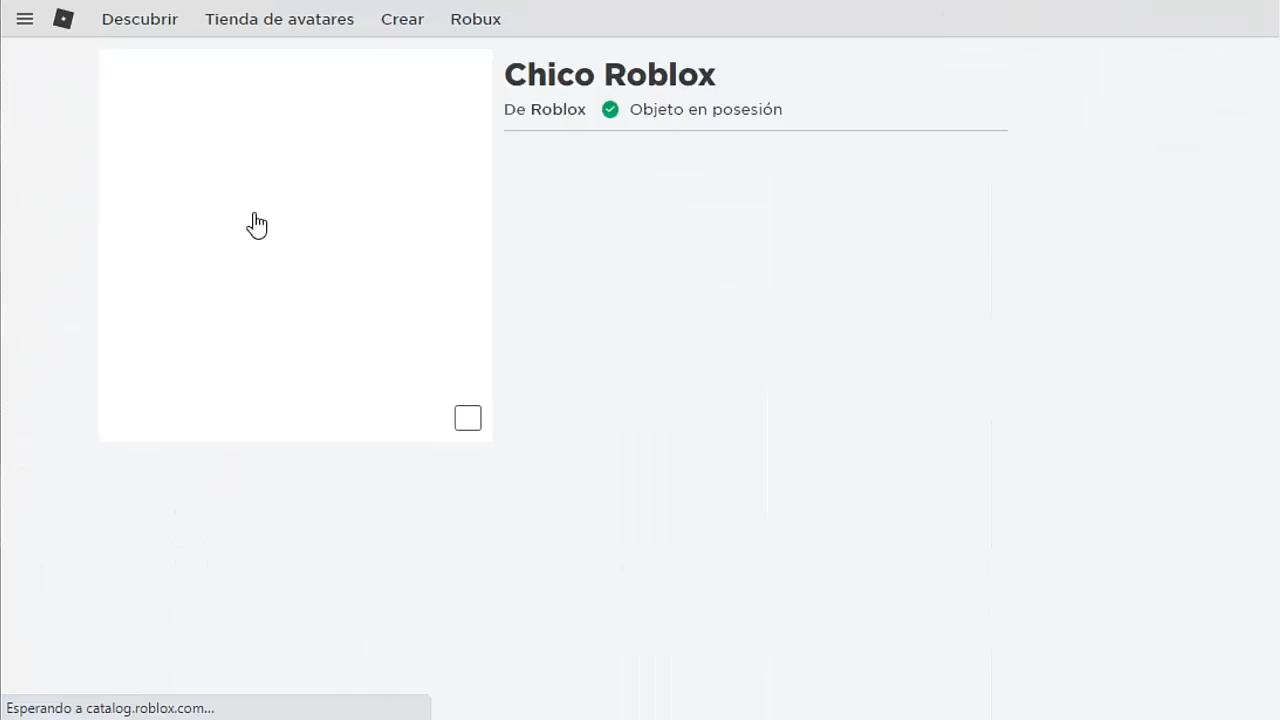 Descubrir Tienda de avatares Crear Robux
Chico Roblox
De Roblox Objeto en posesión
Esperando a catalog.roblox.com...